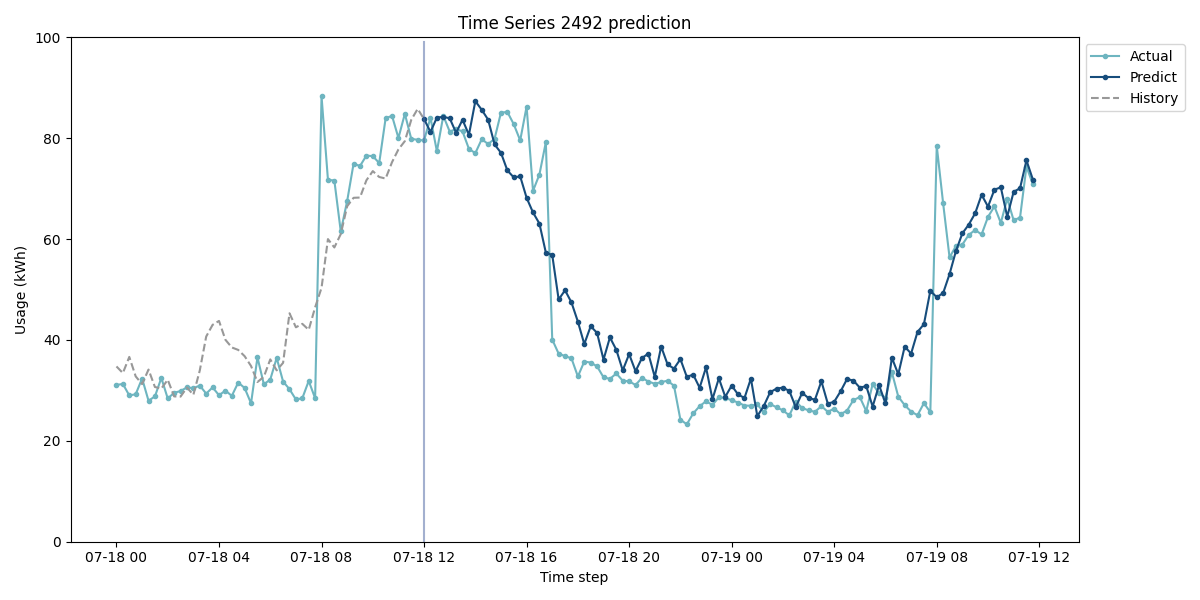 Time Series 2492 prediction
100
80
60
40
20
0
Usage (kWh)
07-18 00
07-18 04
07-18 08
07-18 12
07-18 16
07-18 20
07-19 00
07-19 04
07-19 08
07-19 12
Time step
Actual
Predict
History